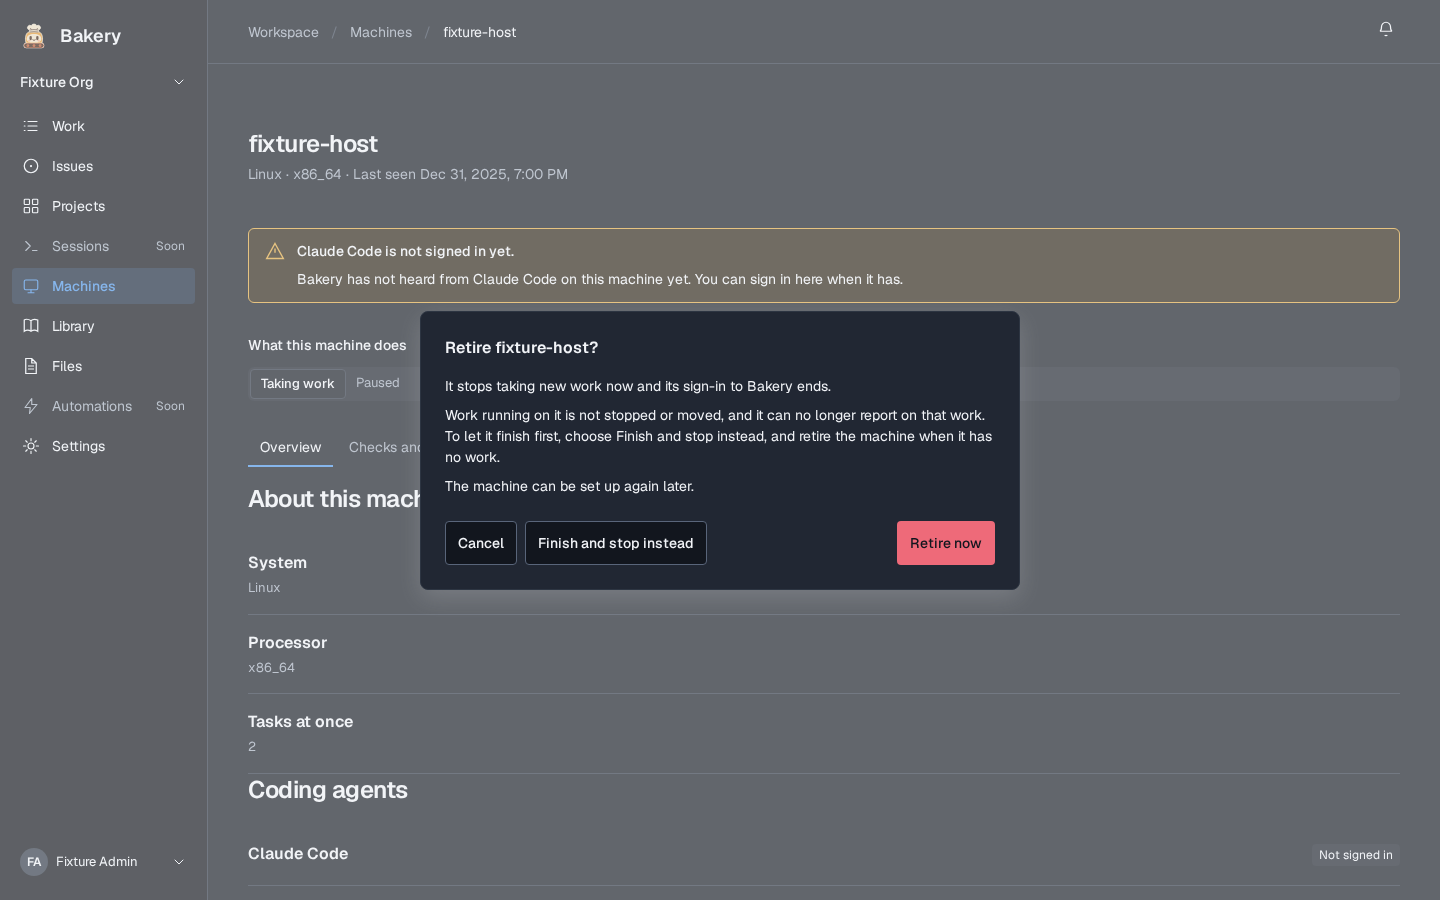 Bakery
Fixture Org
Work
Issues
Projects
Sessions Soon
Machines
Library
Files
Automations Soon
Settings
FA Fixture Admin
Workspace / Machines / fixture-host
fixture-host
Linux · x86_64 · Last seen Dec 31, 2025, 7:00 PM
Claude Code is not signed in yet.
Bakery has not heard from Claude Code on this machine yet. You can sign in here when it has.
What this machine does
Taking work Paused
Overview Checks and
About this mach
System
Linux
Processor
x86_64
Tasks at once
2
Coding agents
Claude Code Not signed in
Retire fixture-host?
It stops taking new work now and its sign-in to Bakery ends.
Work running on it is not stopped or moved, and it can no longer report on that work.
To let it finish first, choose Finish and stop instead, and retire the machine when it has
no work.
The machine can be set up again later.
Cancel Finish and stop instead Retire now